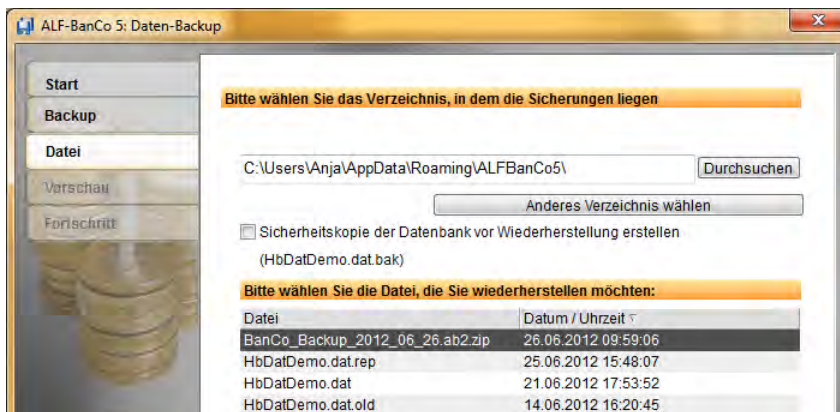 ALF-BanCo 5: Daten-Backup
Start
Backup
Datei
Vorschau
Fortschritt
Bitte wählen Sie das Verzeichnis, in dem die Sicherungen liegen
C:\Users\Anja\AppData\Roaming\ALFBanCo5\ Durchsuchen
Anderes Verzeichnis wählen
Sicherheitskopie der Datenbank vor Wiederherstellung erstellen
(HbDatDemo.dat.bak)
Bitte wählen Sie die Datei, die Sie wiederherstellen möchten:
Datei Datum / Uhrzeit
BanCo_Backup_2012_06_26.ab2.zip 26.06.2012 09:59:06
HbDatDemo.dat.rep 25.06.2012 15:48:07
HbDatDemo.dat 21.06.2012 17:53:52
HbDatDemo.dat.old 14.06.2012 16:20:45